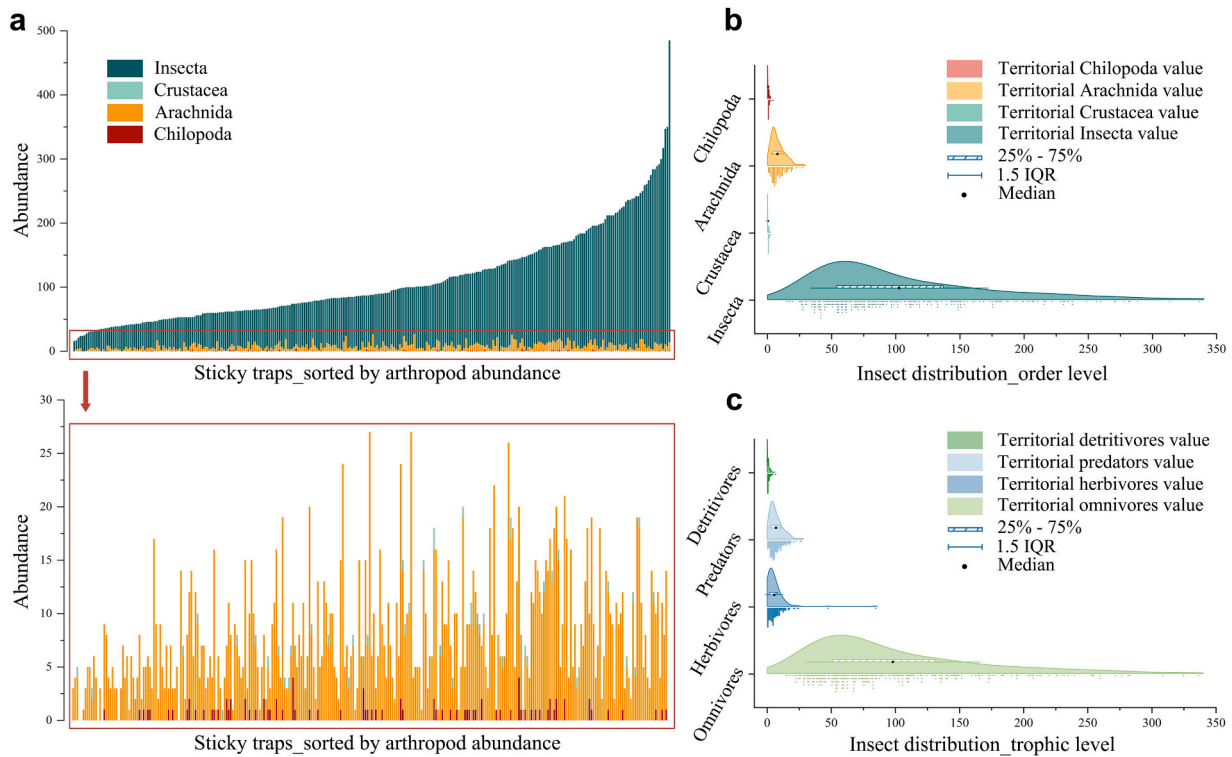 a
500
400
300
200
100
0
Abundance
Insecta
Crustacea
Arachnida
Chilopoda
Sticky traps_sorted by arthropod abundance
30
25
20
15
10
5
0
Abundance
Sticky traps_sorted by arthropod abundance
b
Chilopoda
Arachnida
Crustacea
Insecta
Territorial Chilopoda value
Territorial Arachnida value
Territorial Crustacea value
Territorial Insecta value
25% - 75%
1.5 IQR
Median
0 50 100 150 200 250 300 350
Insect distribution_order level
c
Detritivores
Predators
Herbivores
Omnivores
Territorial detritivores value
Territorial predators value
Territorial herbivores value
Territorial omnivores value
25% - 75%
1.5 IQR
Median
0 50 100 150 200 250 300 350
Insect distribution_trophic level